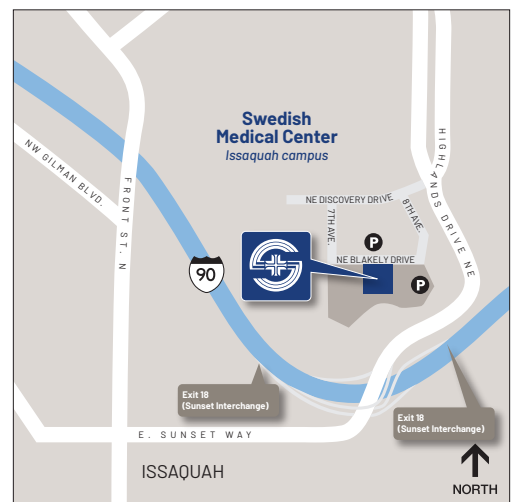 Swedish
Medical Center
Issaquah campus
NW GILMAN BLVD.
FRONT ST. N
HIGHLANDS DRIVE NE
NE DISCOVERY DRIVE
7TH AVE.
8TH AVE.
P
NE BLAKELY DRIVE
90
P
Exit 18
(Sunset Interchange)
Exit 18
(Sunset Interchange)
E. SUNSET WAY
ISSAQUAH
NORTH